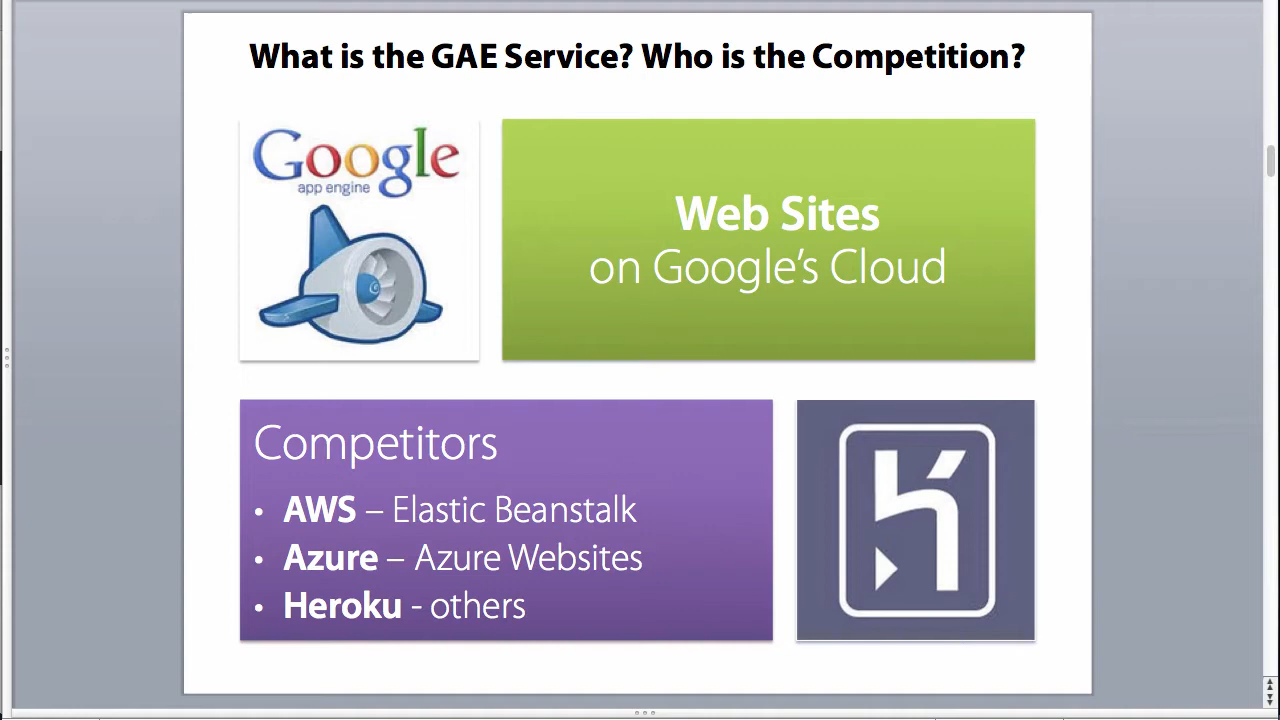 What is the GAE Service? Who is the Competition?
Google
app engine
Web Sites
on Google's Cloud
Competitors
• AWS – Elastic Beanstalk
• Azure – Azure Websites
• Heroku - others